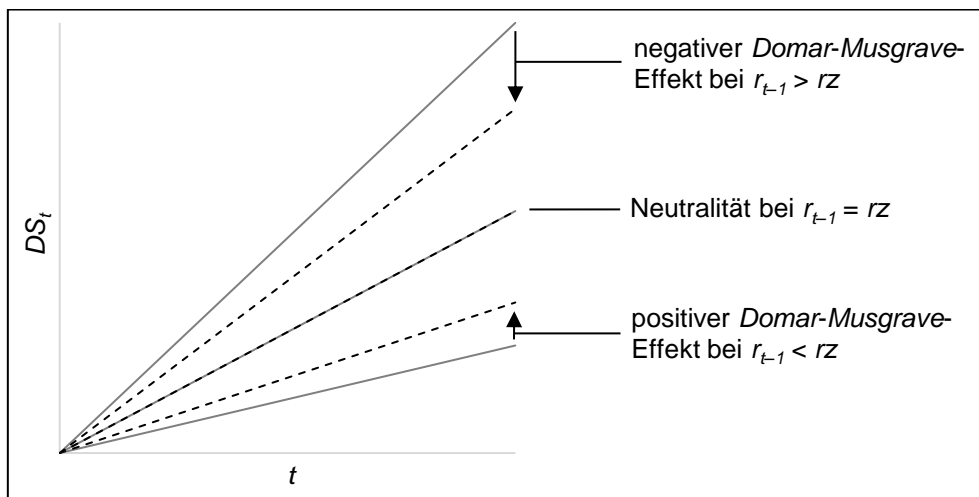 negativer Domar-Musgrave-
Effekt bei r_{t–1} > rz
DS_t
Neutralität bei r_{t–1} = rz
positiver Domar-Musgrave-
Effekt bei r_{t–1} < rz
t